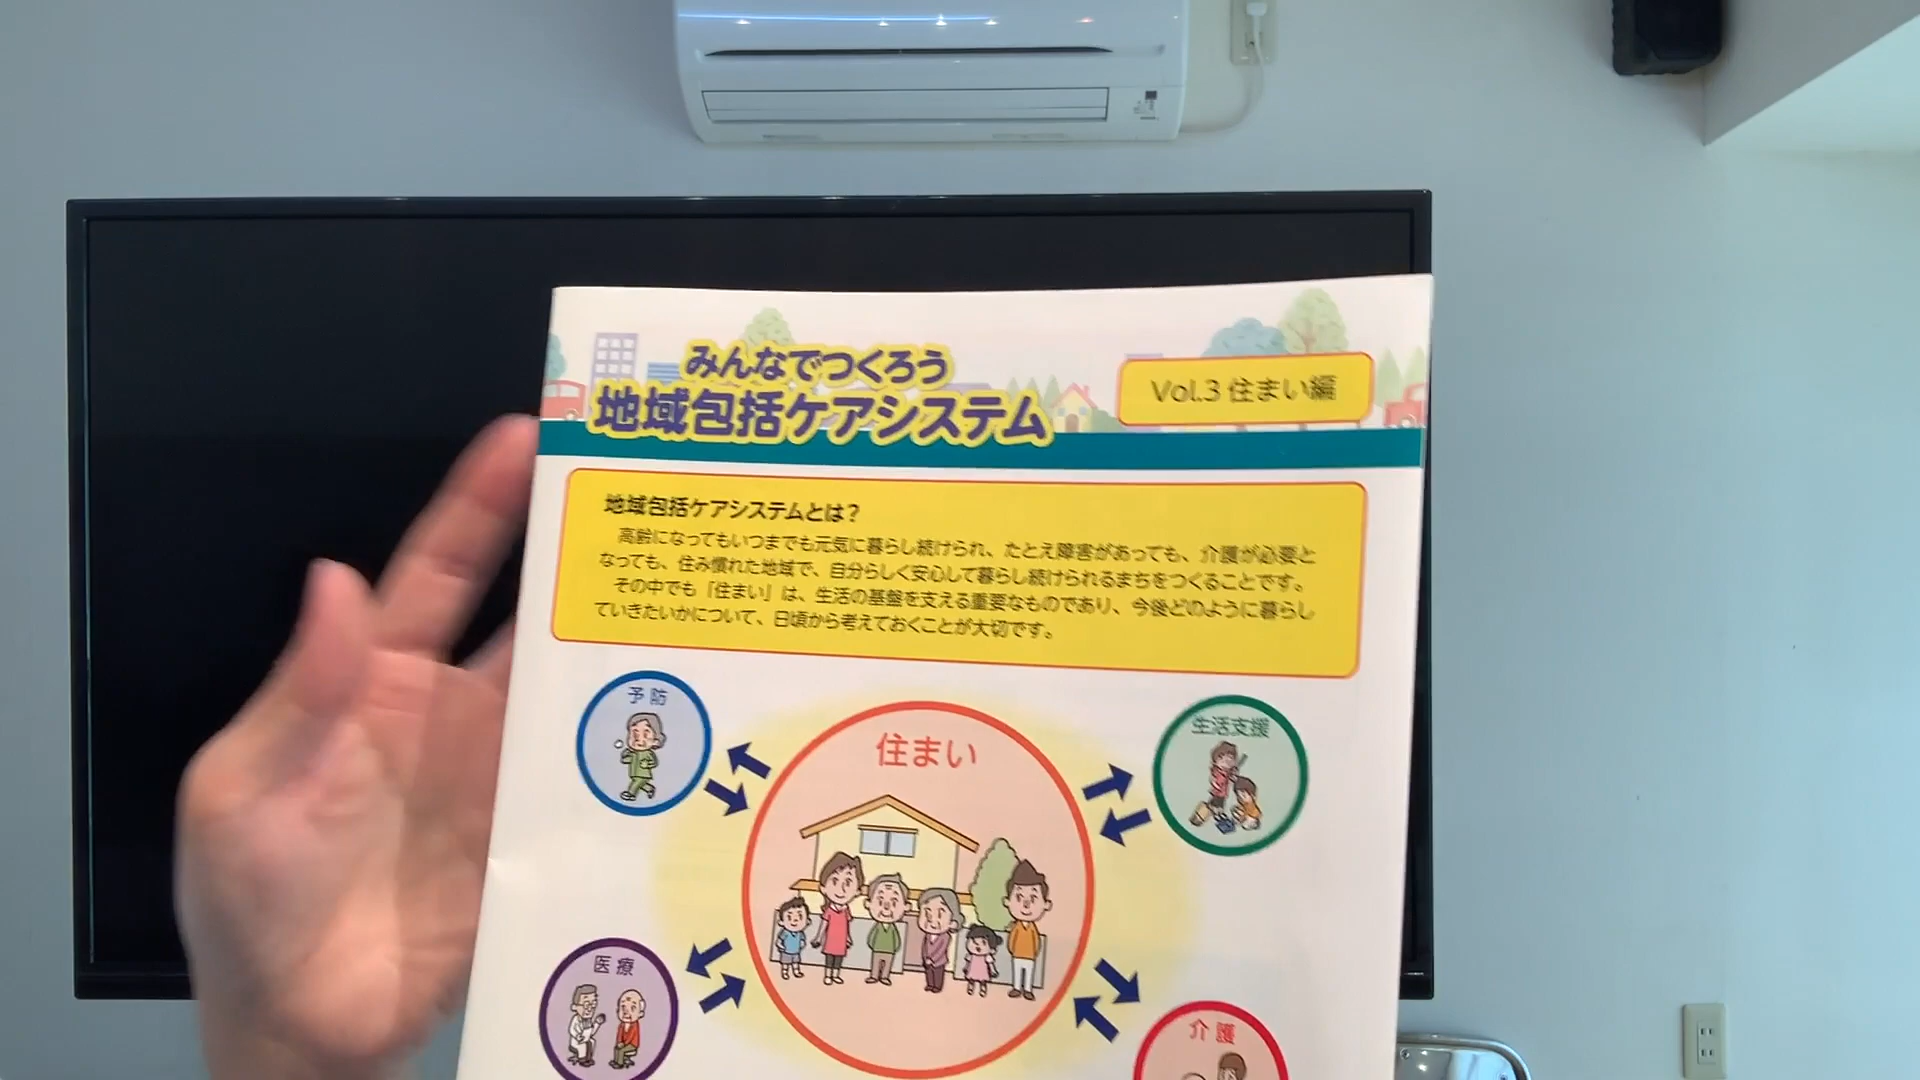 みんなでつくろう
地域包括ケアシステム
Vol.3 住まい編
地域包括ケアシステムとは？
高齢になってもいつまでも元気に暮らし続けられ、たとえ障害があっても、介護が必要と
なっても、住み慣れた地域で、自分らしく安心して暮らし続けられるまちをつくることです。
その中でも「住まい」は、生活の基盤を支える重要なものであり、今後どのように暮らし
ていきたいかについて、日頃から考えておくことが大切です。
予防
住まい
生活支援
医療
介護